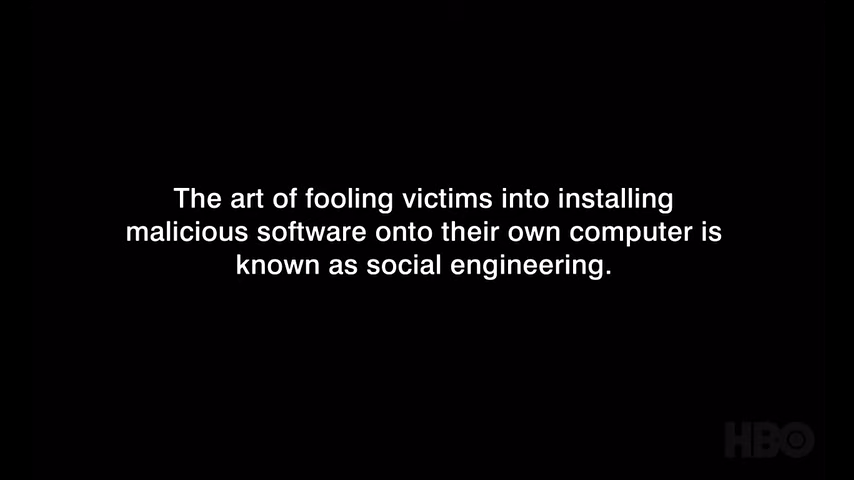 The art of fooling victims into installing
malicious software onto their own computer is
known as social engineering.
HBO